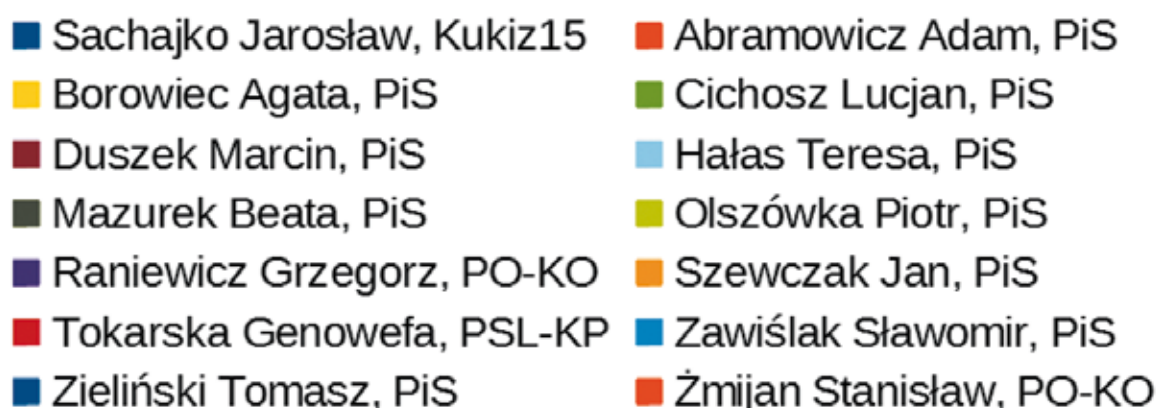 Sachajko Jarosław, Kukiz15 Abramowicz Adam, PiS
Borowiec Agata, PiS Cichosz Lucjan, PiS
Duszek Marcin, PiS Hałas Teresa, PiS
Mazurek Beata, PiS Olszówka Piotr, PiS
Raniewicz Grzegorz, PO-KO Szewczak Jan, PiS
Tokarska Genowefa, PSL-KP Zawiślak Sławomir, PiS
Zieliński Tomasz, PiS Żmijan Stanisław, PO-KO